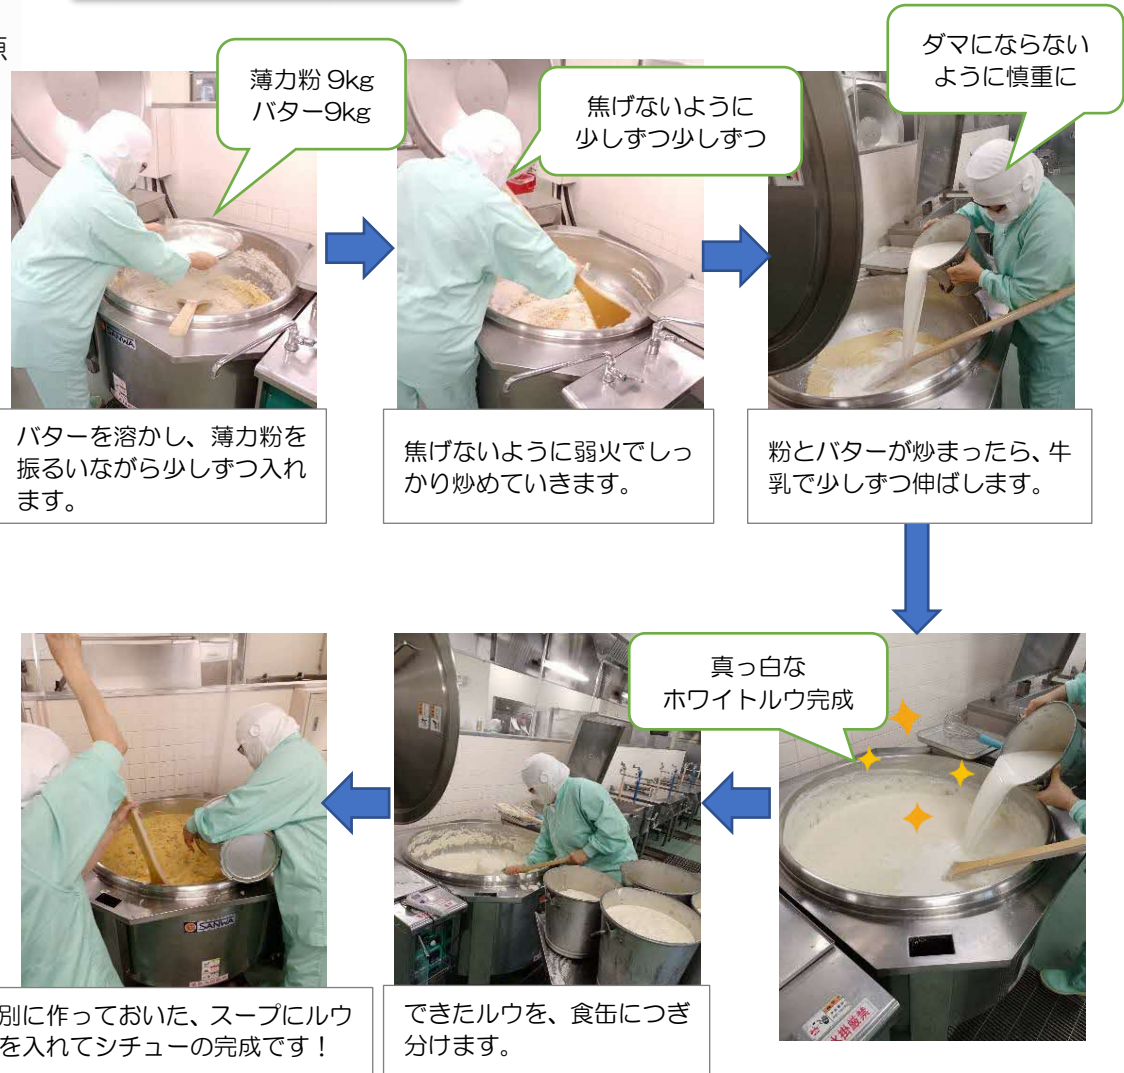 薄力粉 9kg
バター9kg
焦げないように
少しずつ少しずつ
ダマにならない
ように慎重に
SANWA
バターを溶かし、薄力粉を
振るいながら少しずつ入れ
ます。
焦げないように弱火でしっ
かり炒めていきます。
粉とバターが炒まったら、牛
乳で少しずつ伸ばします。
真っ白な
ホワイトルウ完成
水掛厳禁
できたルウを、食缶につぎ
分けます。
SANWA
別に作っておいた、スープにルウ
を入れてシチューの完成です!